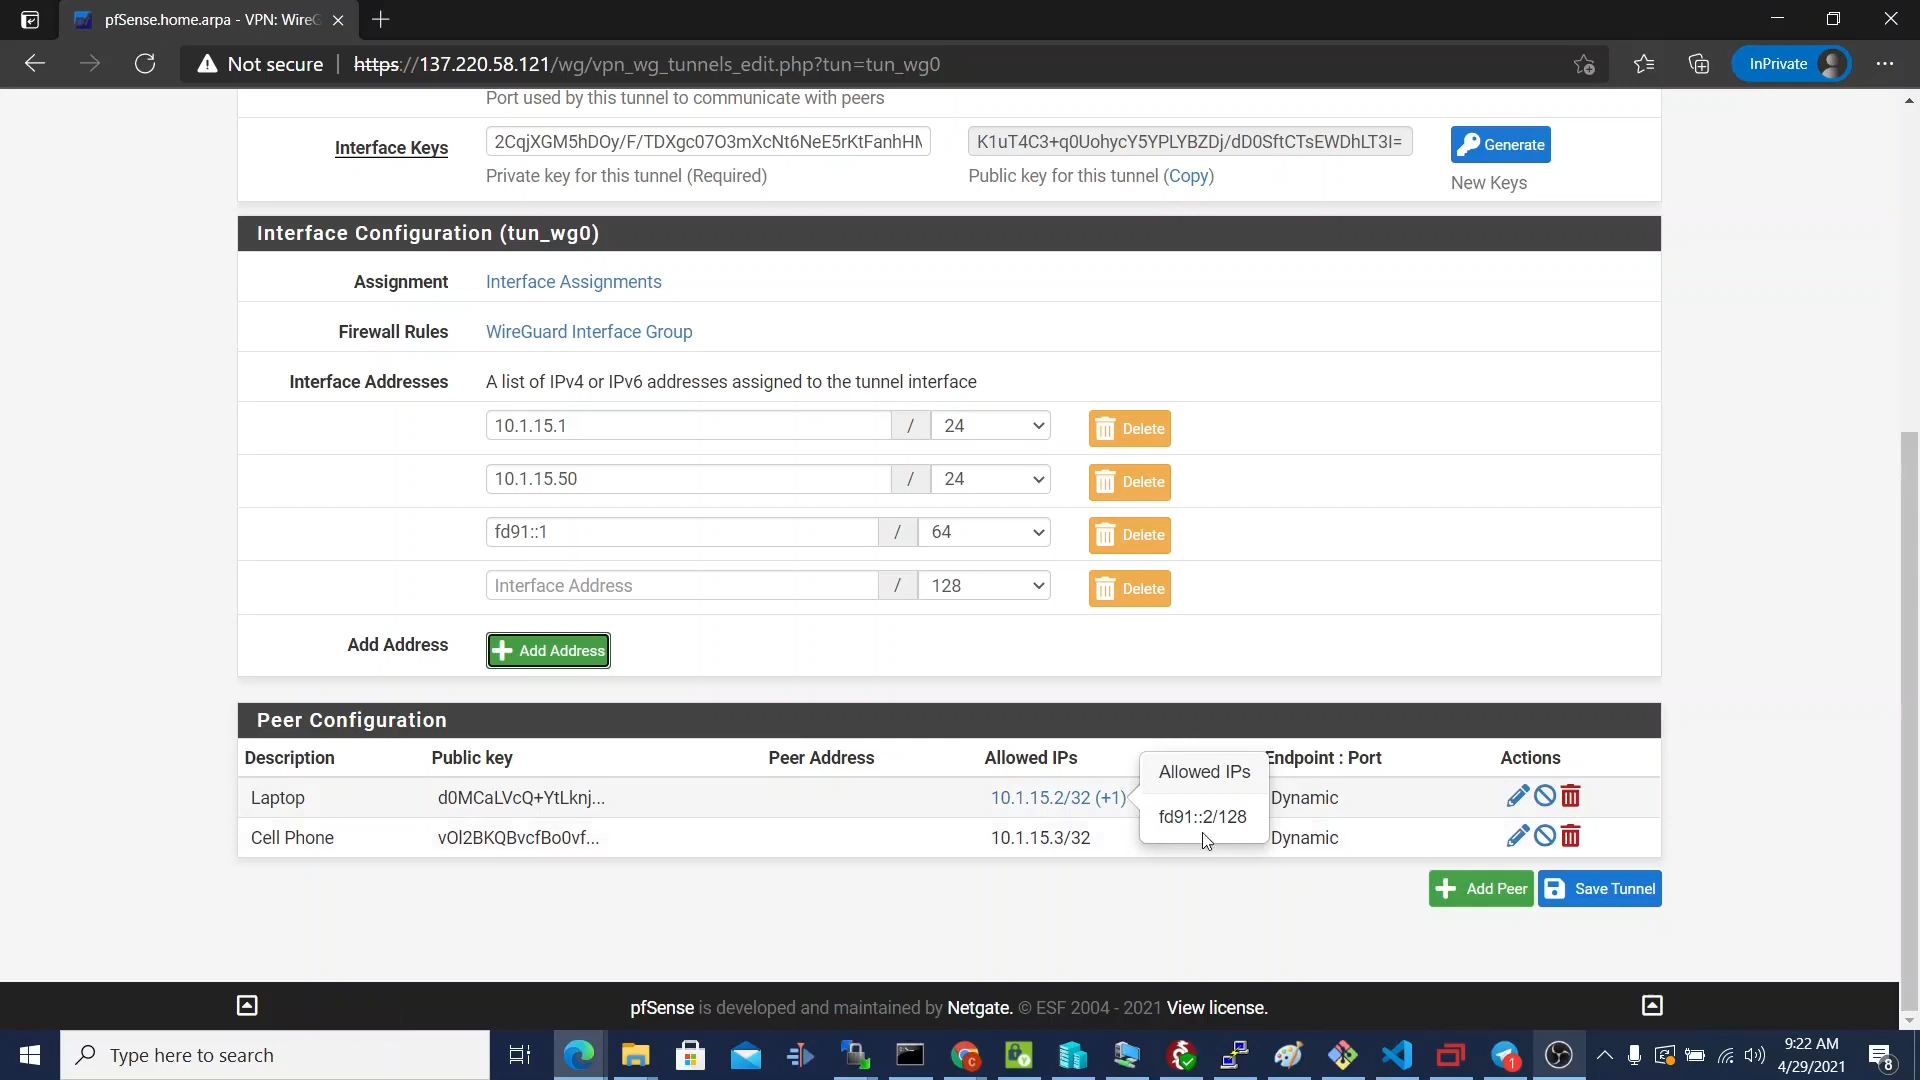 pfSense.home.arpa - VPN: WireG
Not secure | https://137.220.58.121/wg/vpn_wg_tunnels_edit.php?tun=tun_wg0
InPrivate
Port used by this tunnel to communicate with peers
Interface Keys
2CqjXGM5hDOy/F/TDXgc07O3mXcNt6NeE5rKtFanhHM
K1uT4C3+q0UohycY5YPLYBZDj/dD0SftCTsEWDhLT3I=
Generate
Private key for this tunnel (Required)
Public key for this tunnel (Copy)
New Keys
Interface Configuration (tun_wg0)
Assignment
Interface Assignments
Firewall Rules
WireGuard Interface Group
Interface Addresses
A list of IPv4 or IPv6 addresses assigned to the tunnel interface
10.1.15.1 / 24 Delete
10.1.15.50 / 24 Delete
fd91::1 / 64 Delete
Interface Address / 128 Delete
Add Address
Add Address
Peer Configuration
Description Public key Peer Address Allowed IPs Endpoint : Port Actions
Laptop d0MCaLVcQ+YtLknj... 10.1.15.2/32 (+1) Dynamic
Cell Phone vOl2BKQBvcfBo0vf... 10.1.15.3/32 Dynamic
Allowed IPs
fd91::2/128
Add Peer
Save Tunnel
pfSense is developed and maintained by Netgate. © ESF 2004 - 2021 View license.
Type here to search
1
9:22 AM
4/29/2021
8